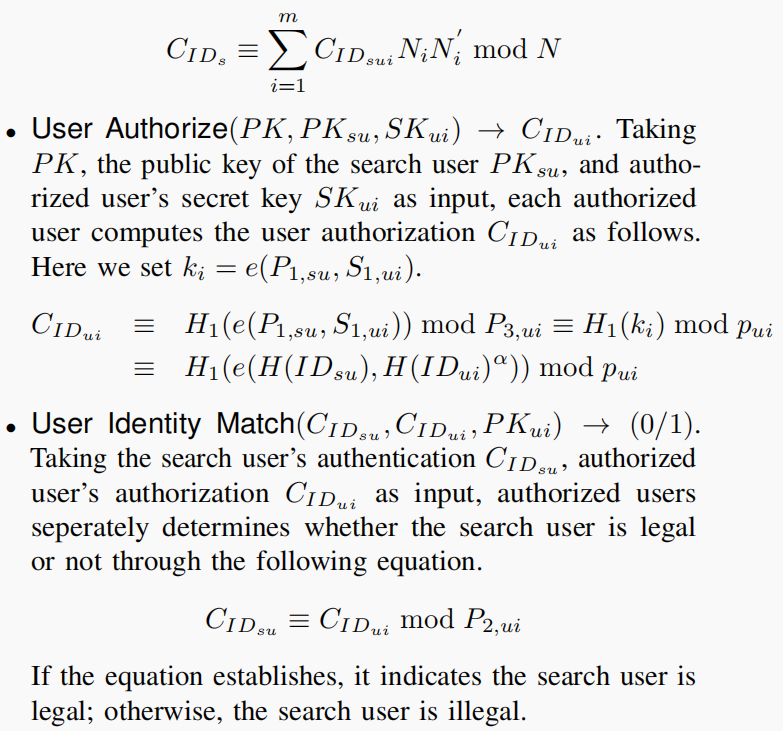 $C_{ID_s} \equiv \sum_{i=1}^{m} C_{ID_{sui}} N_i N_i^{'} \bmod N$
• User Authorize$(PK, PK_{su}, SK_{ui}) \rightarrow C_{ID_{ui}}$. Taking
$PK$, the public key of the search user $PK_{su}$, and autho-
rized user's secret key $SK_{ui}$ as input, each authorized
user computes the user authorization $C_{ID_{ui}}$ as follows.
Here we set $k_i = e(P_{1,su}, S_{1,ui})$.
$C_{ID_{ui}} \equiv H_1(e(P_{1,su}, S_{1,ui})) \bmod P_{3,ui} \equiv H_1(k_i) \bmod p_{ui}$
$\equiv H_1(e(H(ID_{su}), H(ID_{ui})^{\alpha})) \bmod p_{ui}$
• User Identity Match$(C_{ID_{su}}, C_{ID_{ui}}, PK_{ui}) \rightarrow (0/1)$.
Taking the search user's authentication $C_{ID_{su}}$, authorized
user's authorization $C_{ID_{ui}}$ as input, authorized users
seperately determines whether the search user is legal
or not through the following equation.
$C_{ID_{su}} \equiv C_{ID_{ui}} \bmod P_{2,ui}$
If the equation establishes, it indicates the search user is
legal; otherwise, the search user is illegal.